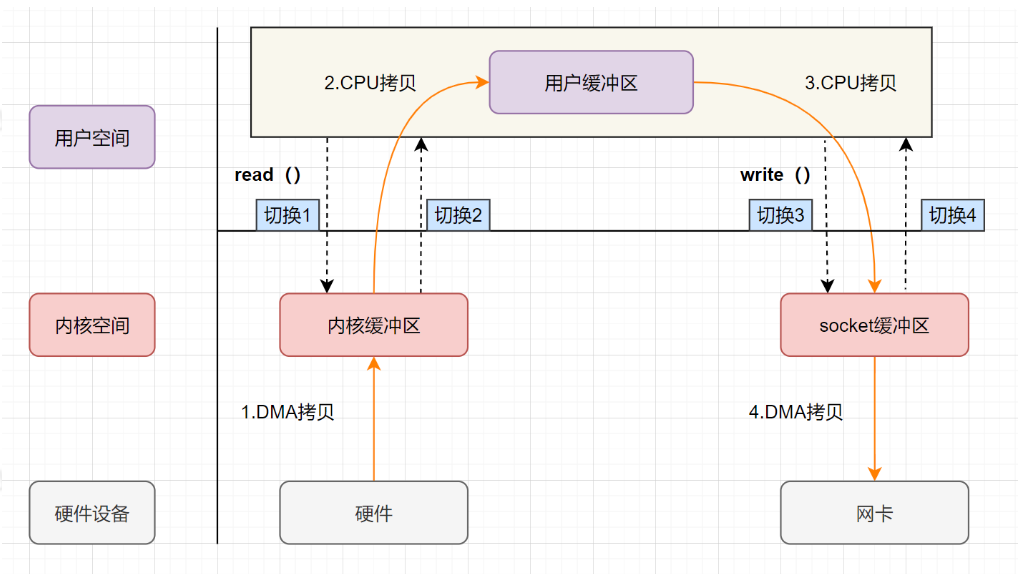 2.CPU拷贝
用户缓冲区
3.CPU拷贝
用户空间
read（）
write（）
切换1
切换2
切换3
切换4
内核空间
内核缓冲区
socket缓冲区
1.DMA拷贝
4.DMA拷贝
硬件设备
硬件
网卡